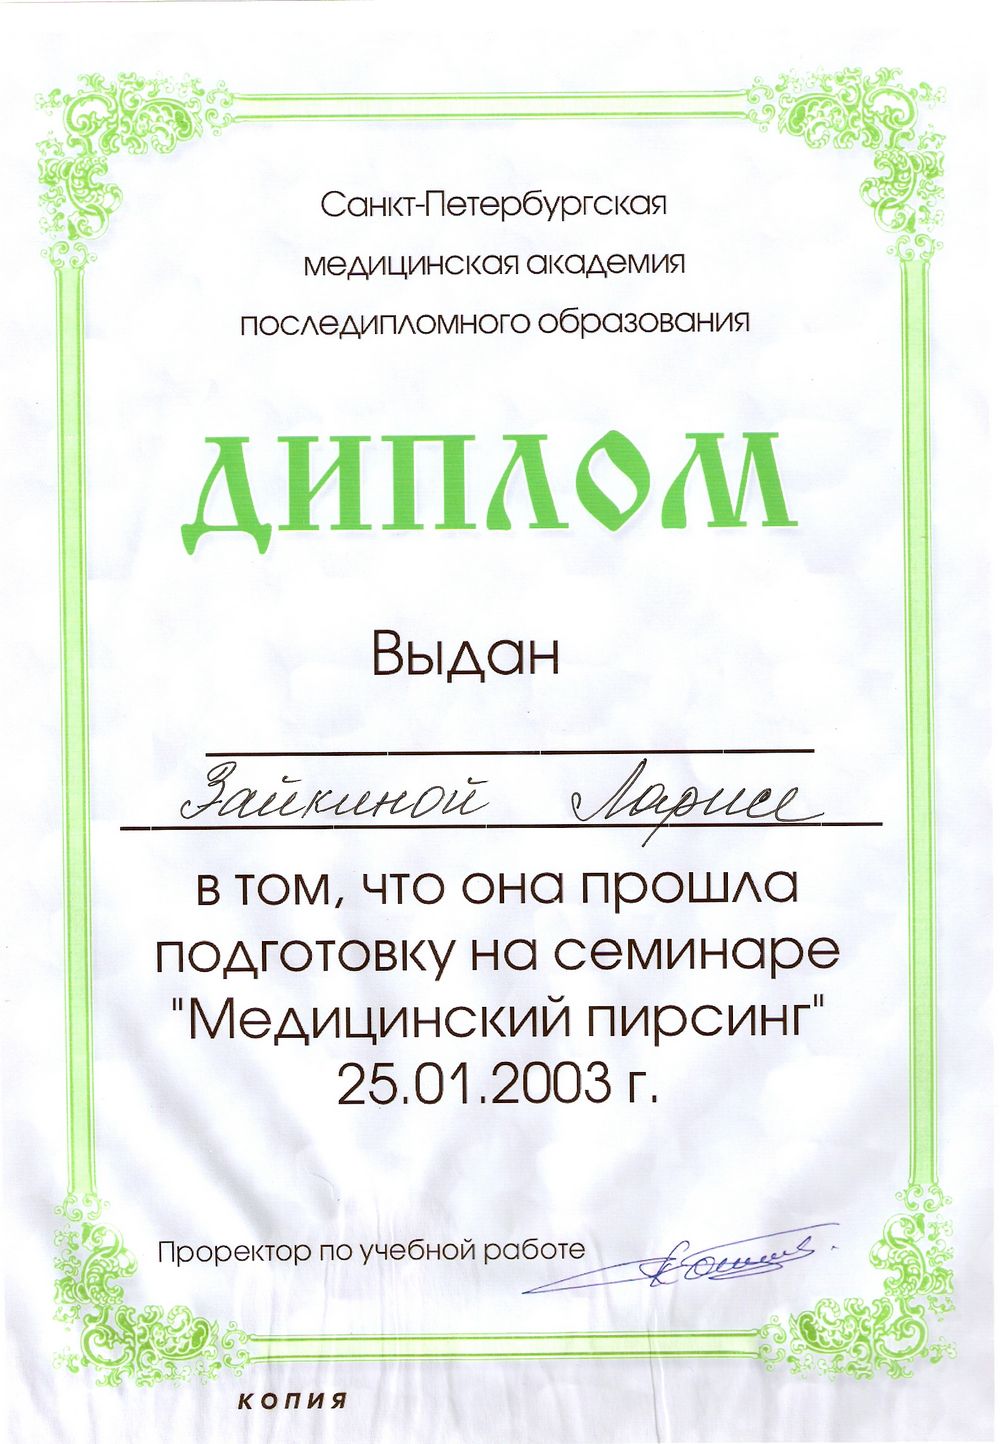 Санкт-Петербургская
медицинская академия
последипломного образования
ДИПЛОМ
Выдан
Зайкиной Ларисе
в том, что она прошла
подготовку на семинаре
"Медицинский пирсинг"
25.01.2003 г.
Проректор по учебной работе
КОПИЯ